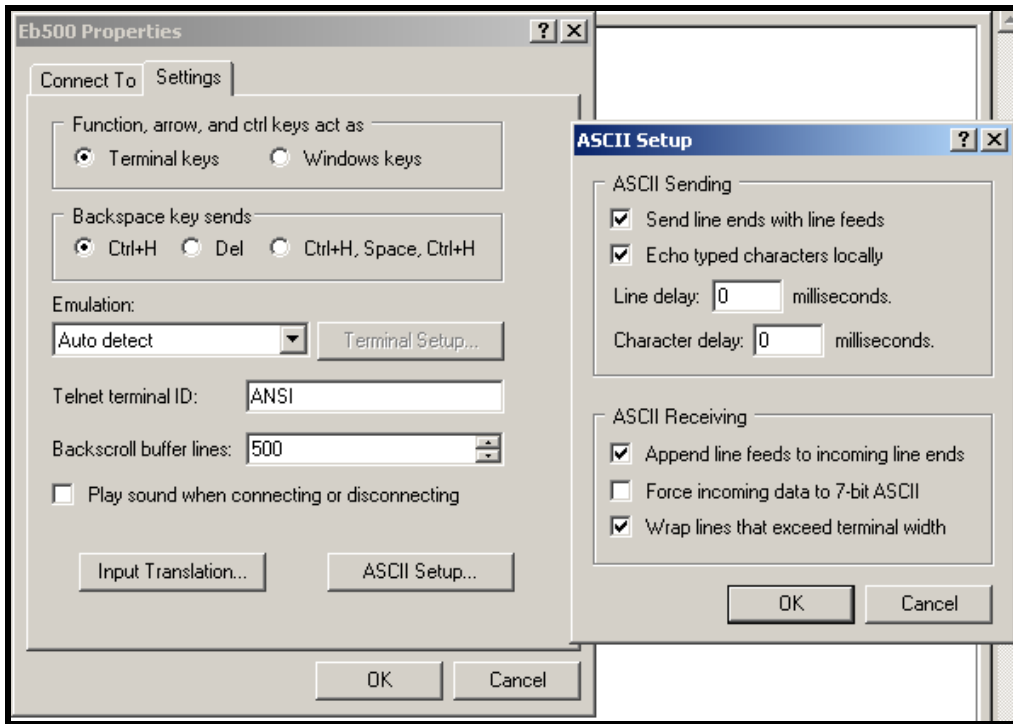 Eb500 Properties
Connect To Settings
Function, arrow, and ctrl keys act as
Terminal keys Windows keys
Backspace key sends
Ctrl+H Del Ctrl+H, Space, Ctrl+H
Emulation:
Auto detect Terminal Setup...
Telnet terminal ID: ANSI
Backscroll buffer lines: 500
Play sound when connecting or disconnecting
Input Translation... ASCII Setup...
OK Cancel
ASCII Setup
ASCII Sending
Send line ends with line feeds
Echo typed characters locally
Line delay: 0 milliseconds.
Character delay: 0 milliseconds.
ASCII Receiving
Append line feeds to incoming line ends
Force incoming data to 7-bit ASCII
Wrap lines that exceed terminal width
OK Cancel